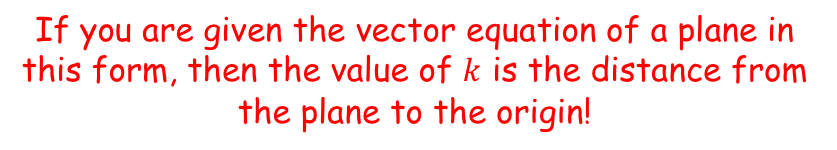 If you are given the vector equation of a plane in
this form, then the value of k is the distance from
the plane to the origin!